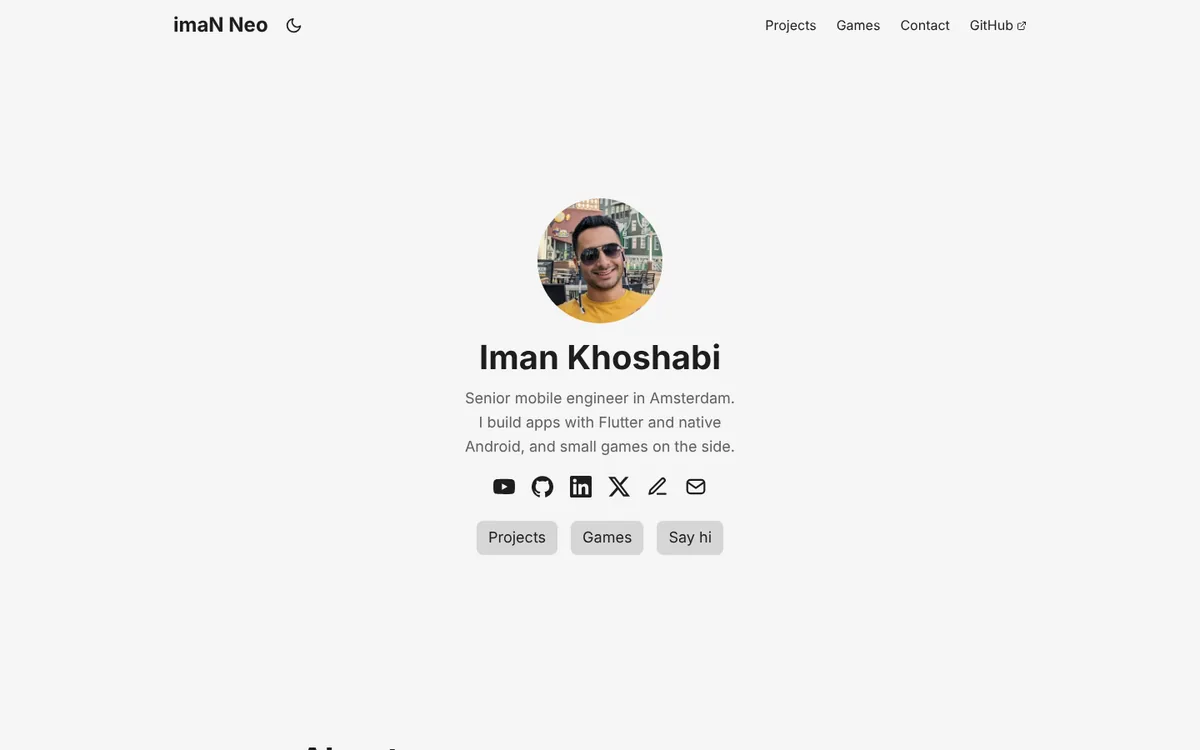 imaN Neo
Projects Games Contact GitHub
Iman Khoshabi
Senior mobile engineer in Amsterdam.
I build apps with Flutter and native
Android, and small games on the side.
Projects Games Say hi